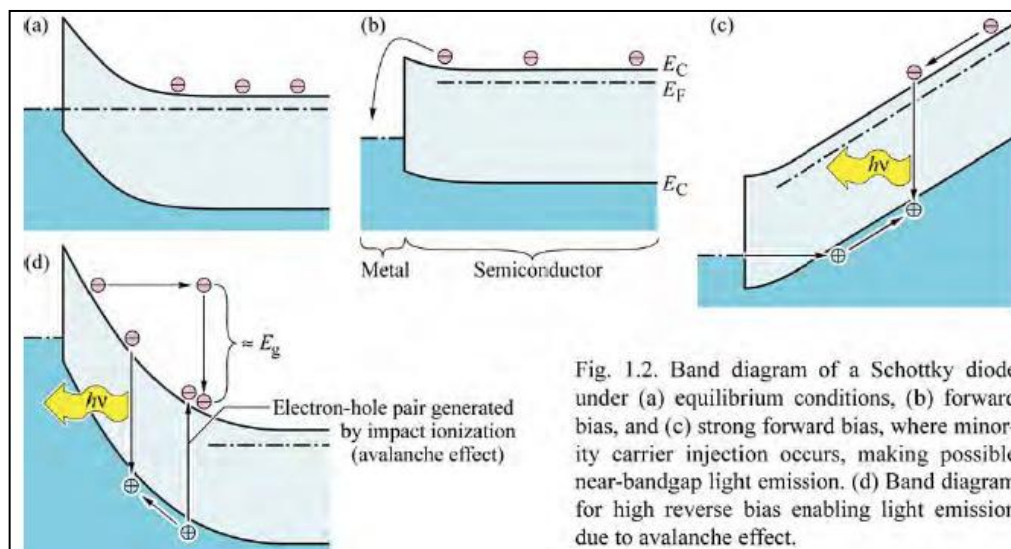 (a)
(b)
(c)
E_C
E_F
E_C
hν
Metal
Semiconductor
(d)
≈ E_g
hν
Electron-hole pair generated
by impact ionization
(avalanche effect)
Fig. 1.2. Band diagram of a Schottky diode
under (a) equilibrium conditions, (b) forward
bias, and (c) strong forward bias, where minor-
ity carrier injection occurs, making possible
near-bandgap light emission. (d) Band diagram
for high reverse bias enabling light emission
due to avalanche effect.